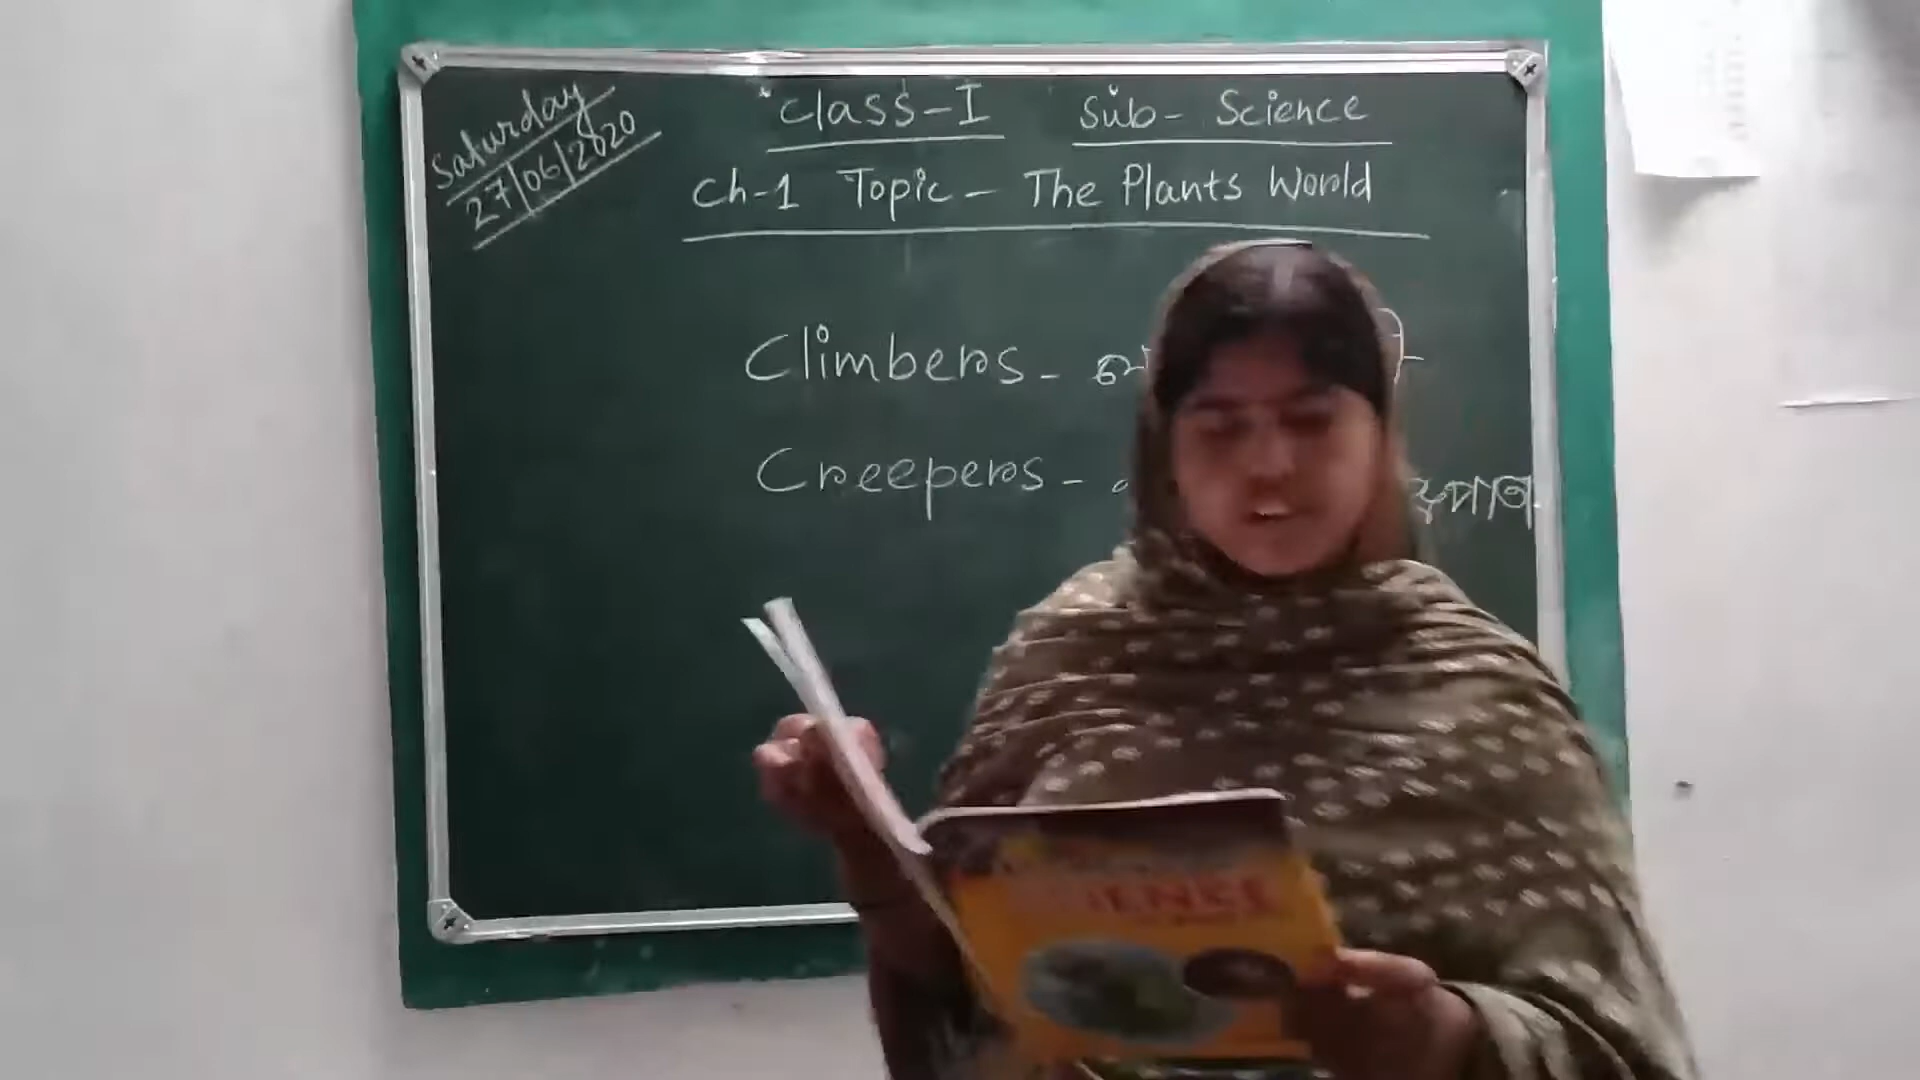 Saturday
27/06/2020
Class-I Sub- Science
Ch-1 Topic - The Plants World
Climbers -
Creepers -